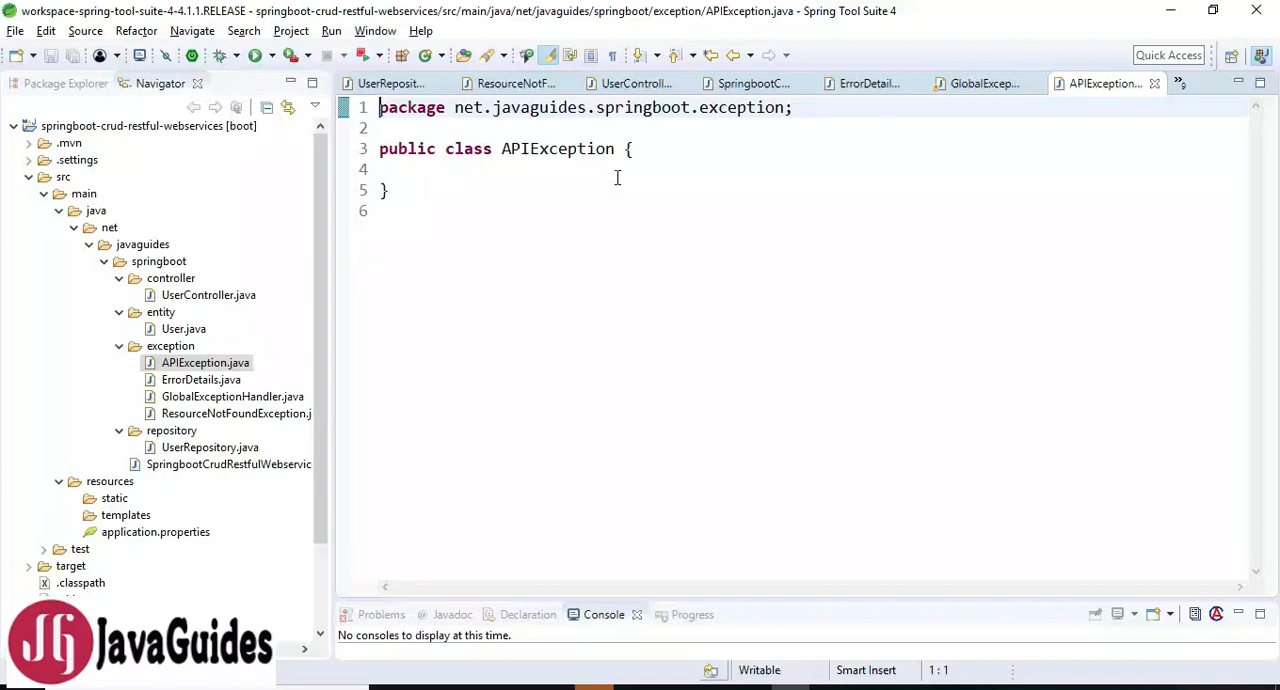 workspace-spring-tool-suite-4-4.1.1.RELEASE - springboot-crud-restful-webservices/src/main/java/net/javaguides/springboot/exception/APIException.java - Spring Tool Suite 4
File Edit Source Refactor Navigate Search Project Run Window Help
Quick Access
Package Explorer Navigator
UserReposit... ResourceNotF... UserControll... SpringbootC... ErrorDetail... GlobalExcep... APIException... »9
springboot-crud-restful-webservices [boot]
.mvn
.settings
src
main
java
net
javaguides
springboot
controller
UserController.java
entity
User.java
exception
APIException.java
ErrorDetails.java
GlobalExceptionHandler.java
ResourceNotFoundException.j
repository
UserRepository.java
SpringbootCrudRestfulWebservic
resources
static
templates
application.properties
test
target
.classpath
1 package net.javaguides.springboot.exception;
2
3 public class APIException {
4
5 }
6
Problems @ Javadoc Declaration Console Progress
No consoles to display at this time.
JG JavaGuides
Writable Smart Insert 1 : 1